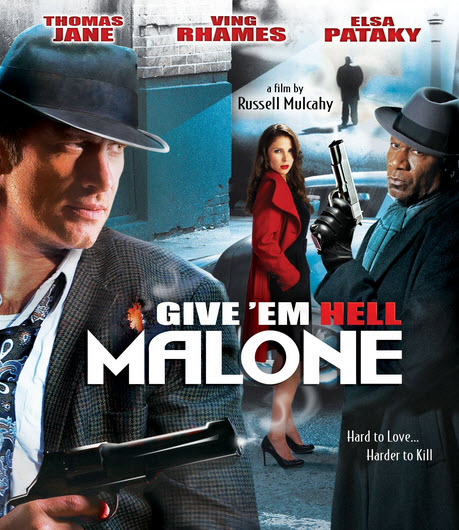 THOMAS JANE
VING RHAMES
ELSA PATAKY
a film by
Russell Mulcahy
GIVE 'EM HELL
MALONE
Hard to Love...
Harder to Kill